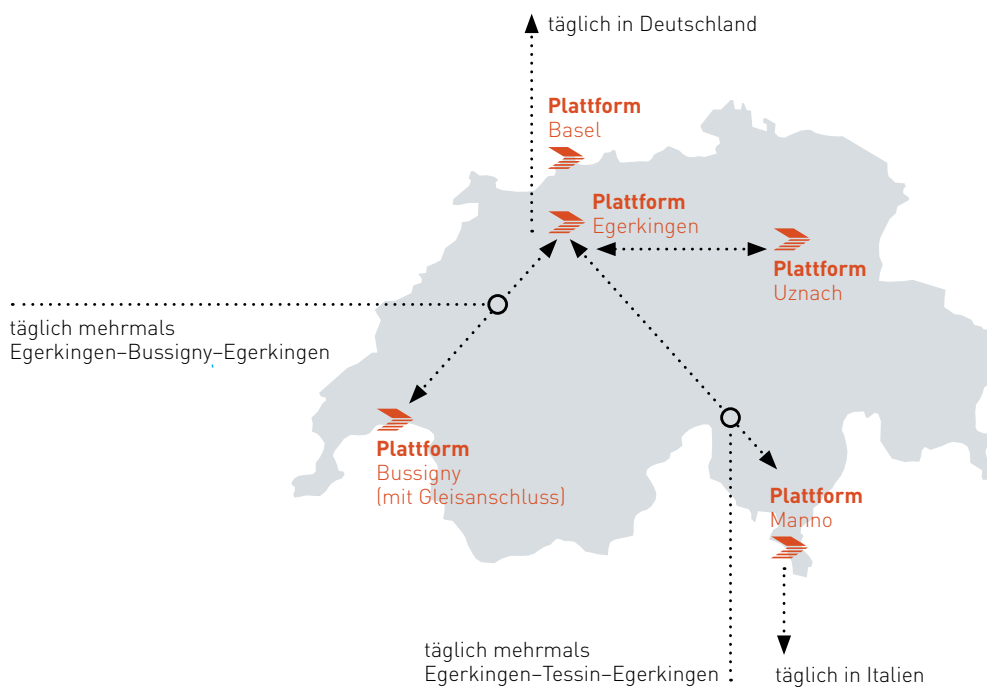 täglich in Deutschland
Plattform
Basel
Plattform
Egerkingen
Plattform
Uznach
täglich mehrmals
Egerkingen–Bussigny–Egerkingen
Plattform
Bussigny
(mit Gleisanschluss)
Plattform
Manno
täglich mehrmals
Egerkingen–Tessin–Egerkingen
täglich in Italien